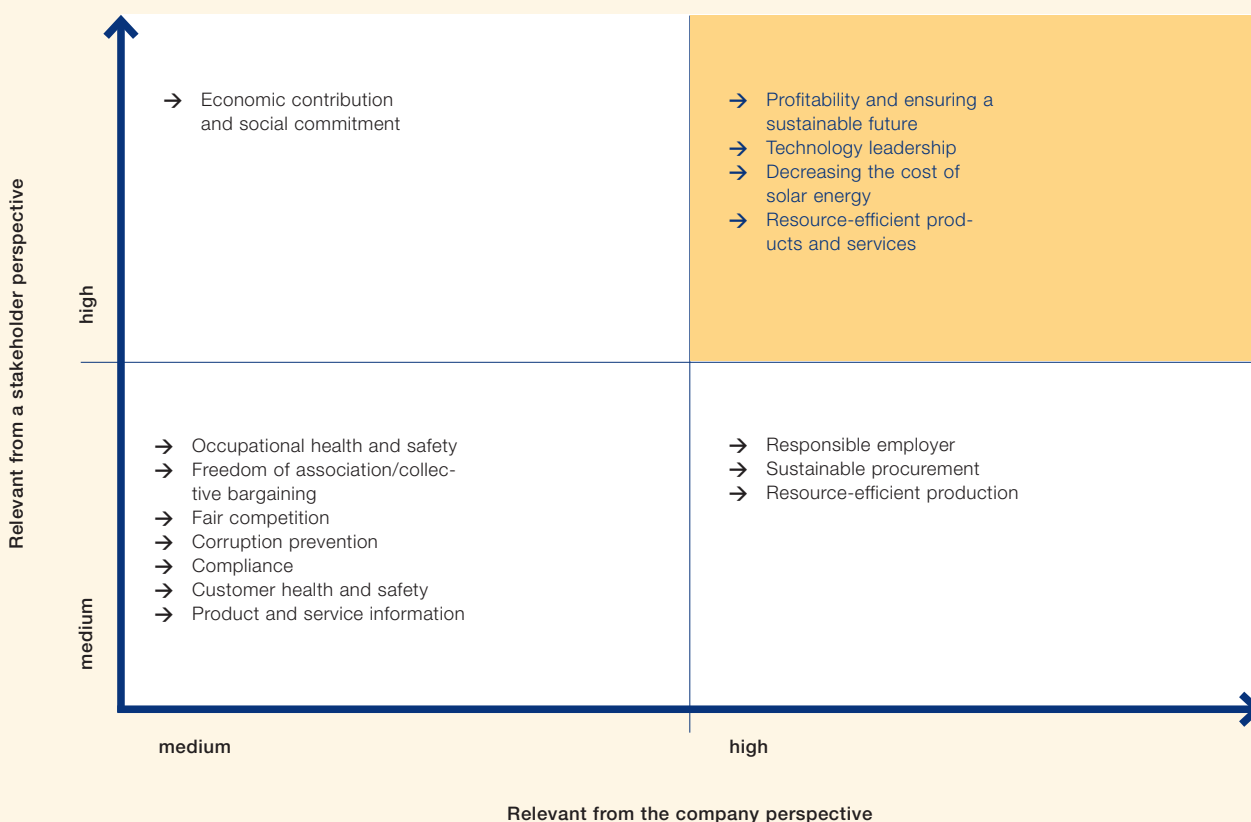 Relevant from a stakeholder perspective
high
medium
→ Economic contribution
and social commitment
→ Profitability and ensuring a
sustainable future
→ Technology leadership
→ Decreasing the cost of
solar energy
→ Resource-efficient prod-
ucts and services
→ Occupational health and safety
→ Freedom of association/collec-
tive bargaining
→ Fair competition
→ Corruption prevention
→ Compliance
→ Customer health and safety
→ Product and service information
→ Responsible employer
→ Sustainable procurement
→ Resource-efficient production
medium
high
Relevant from the company perspective